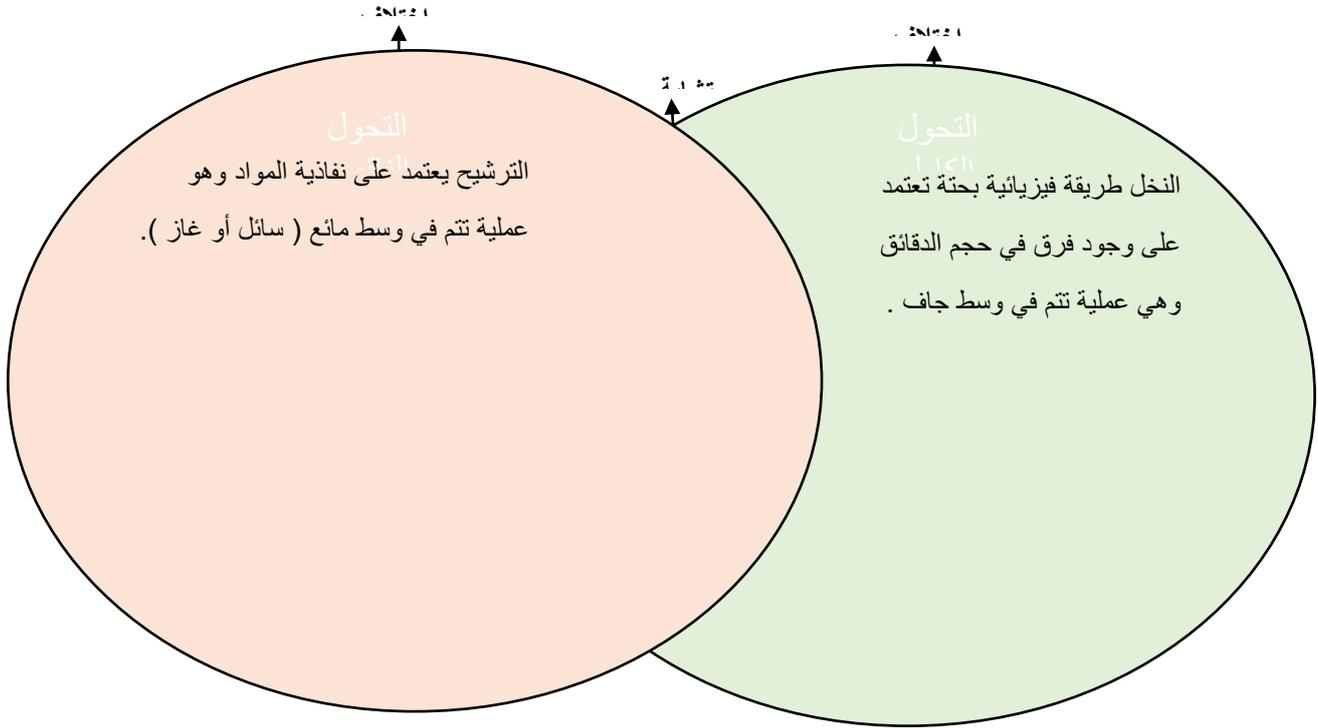 التحول
النخل طريقة فيزيائية بحتة تعتمد
على وجود فرق في حجم الدقائق
وهي عملية تتم في وسط جاف .
التحول
الترشيح يعتمد على نفاذية المواد وهو
عملية تتم في وسط مائع ( سائل أو غاز ).